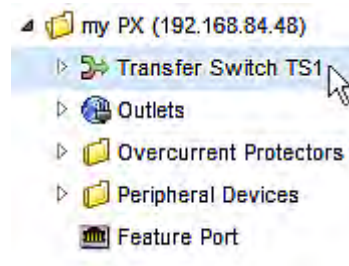 my PX (192.168.84.48)
Transfer Switch TS1
Outlets
Overcurrent Protectors
Peripheral Devices
Feature Port